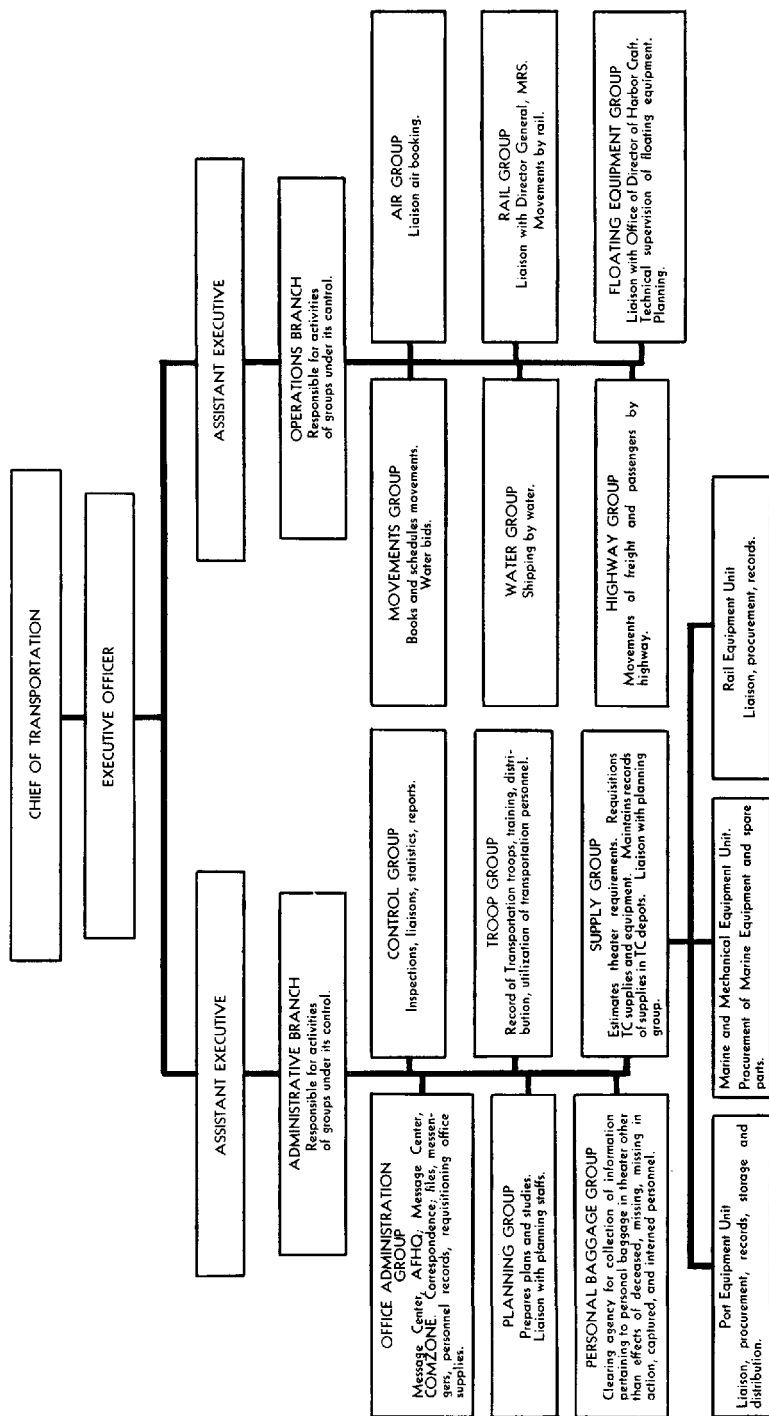 CHIEF OF TRANSPORTATION
EXECUTIVE OFFICER
ASSISTANT EXECUTIVE
ASSISTANT EXECUTIVE
ADMINISTRATIVE BRANCH
Responsible for activities
of groups under its control.
OPERATIONS BRANCH
Responsible for activities
of groups under its control.
OFFICE ADMINISTRATION
GROUP
Message Center, AFHQ; Message Center,
COMZONE. Correspondence; files, messen-
gers, personnel records, requisitioning office
supplies.
CONTROL GROUP
Inspections, liaisons, statistics, reports.
MOVEMENTS GROUP
Books and schedules movements.
Water bids.
AIR GROUP
Liaison air booking.
PLANNING GROUP
Prepares plans and studies.
Liaison with planning staffs.
TROOP GROUP
Record of Transportation troops, training, distri-
bution, utilization of transportation personnel.
WATER GROUP
Shipping by water.
RAIL GROUP
Liaison with Director General, MRS.
Movements by rail.
PERSONAL BAGGAGE GROUP
Clearing agency for collection of information
pertaining to personal baggage in theater other
than effects of deceased, missing, missing in
action, captured, and interned personnel.
SUPPLY GROUP
Estimates theater requirements. Requisitions
TC supplies and equipment. Maintains records
of supplies in TC depots. Liaison with planning
group.
HIGHWAY GROUP
Movements of freight and passengers by
highway.
FLOATING EQUIPMENT GROUP
Liaison with Office of Director of Harbor Craft.
Technical supervision of floating equipment.
Planning.
Port Equipment Unit
Liaison, procurement, records, storage and
distribution.
Marine and Mechanical Equipment Unit.
Procurement of Marine Equipment and spare
parts.
Rail Equipment Unit
Liaison, procurement, records.